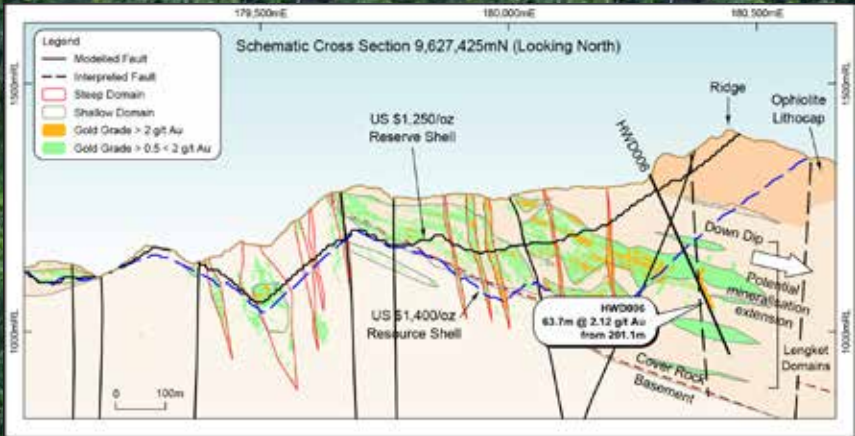 179,500mE
180,000mE
180,500mE
Schematic Cross Section 9,627,425mN (Looking North)
Legend
Modelled Fault
Interpreted Fault
Steep Domain
Shallow Domain
Gold Grade > 2 g/t Au
Gold Grade > 0.5 < 2 g/t Au
1500mRL
1500mRL
US $1,250/oz
Reserve Shell
Ridge
Ophiolite
Lithocap
HWD006
Down Dip
Potential
mineralisation
extension
US $1,400/oz
Resource Shell
HWD006
63.7m @ 2.12 g/t Au
from 201.1m
1000mRL
1000mRL
Lengket
Domains
Cover Rock
Basement
0
100m